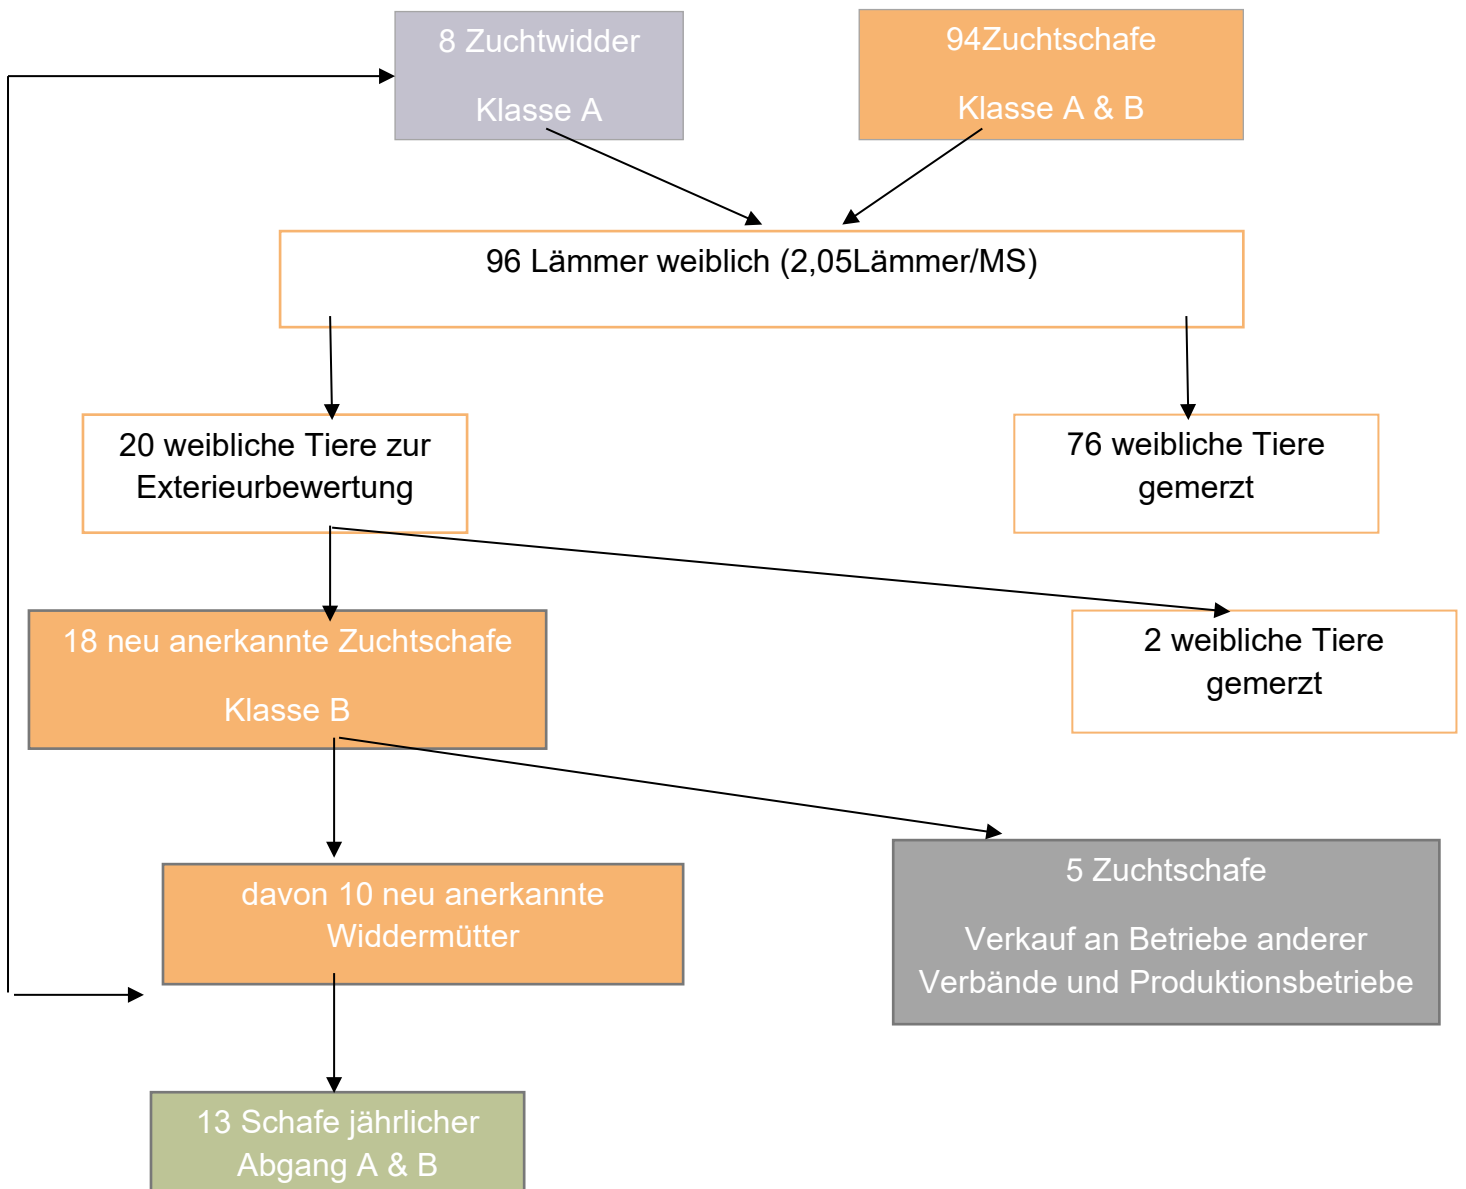 8 Zuchtwidder
Klasse A
94Zuchtschafe
Klasse A & B
96 Lämmer weiblich (2,05Lämmer/MS)
20 weibliche Tiere zur
Exterieurbewertung
76 weibliche Tiere
gemerzt
18 neu anerkannte Zuchtschafe
Klasse B
2 weibliche Tiere
gemerzt
davon 10 neu anerkannte
Widdermütter
5 Zuchtschafe
Verkauf an Betriebe anderer
Verbände und Produktionsbetriebe
13 Schafe jährlicher
Abgang A & B